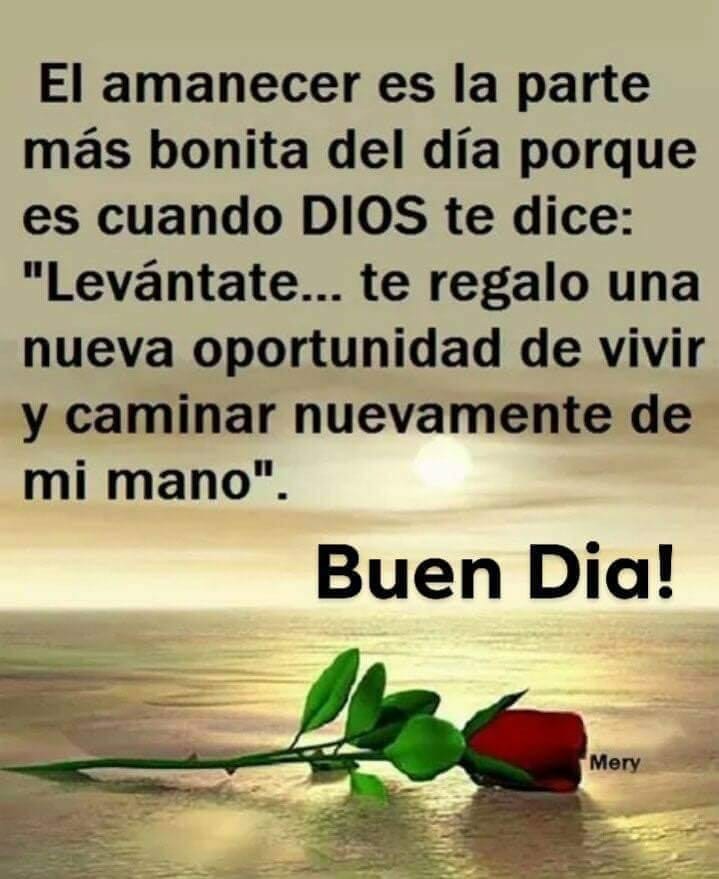 El amanecer es la parte
más bonita del día porque
es cuando DIOS te dice:
"Levántate... te regalo una
nueva oportunidad de vivir
y caminar nuevamente de
mi mano".
Buen Dia!
Mery